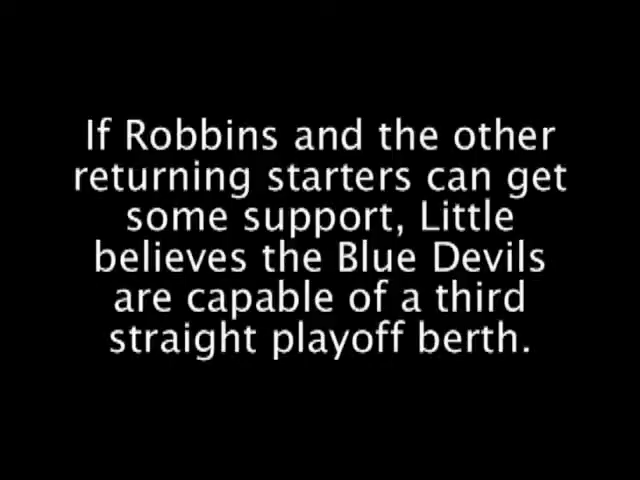 If Robbins and the other
returning starters can get
some support, Little
believes the Blue Devils
are capable of a third
straight playoff berth.